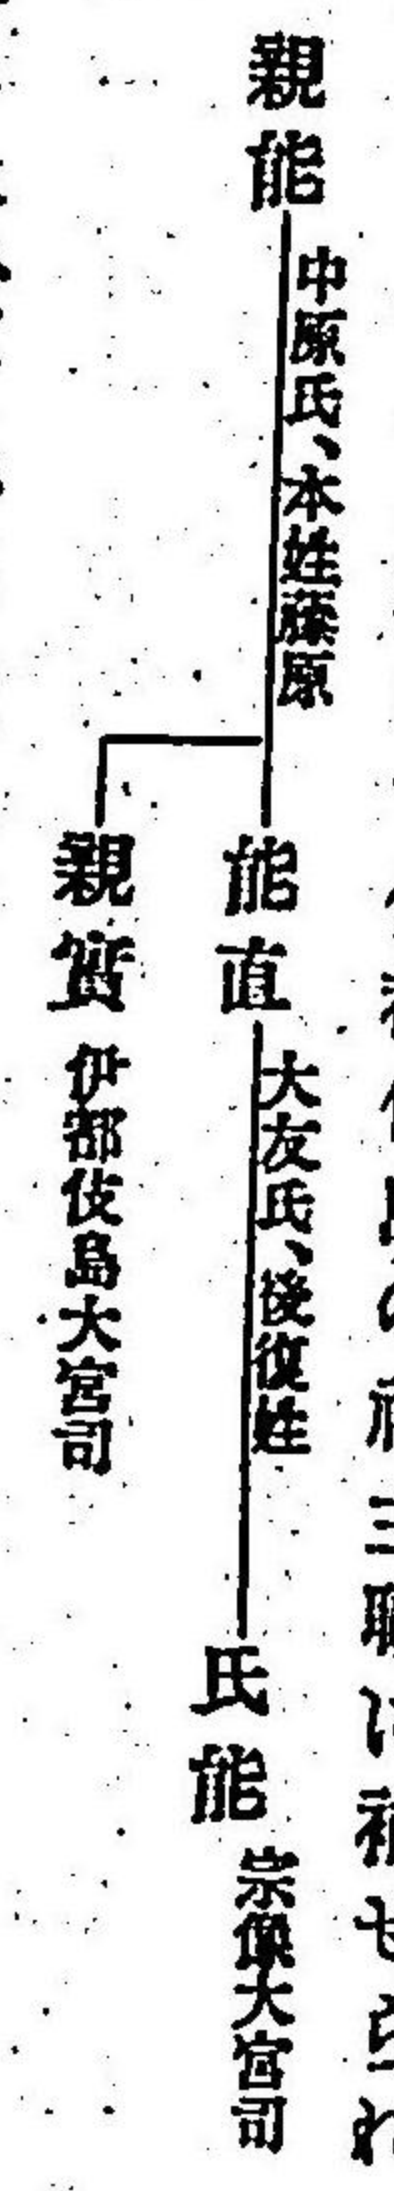 親能
中原氏、本姓藤原
能直
大友氏、後復姓
氏能
宗像大宮司
親實
伊都伎島大宮司